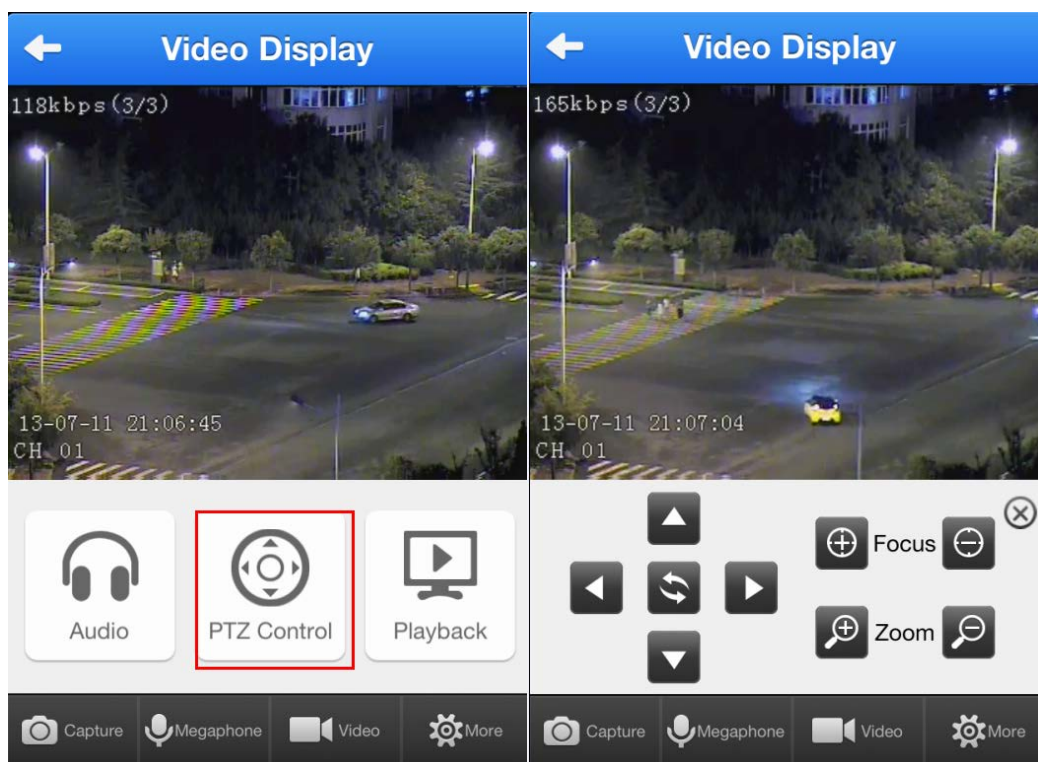 Video Display
118kbps(3/3)
13-07-11 21:06:45
CH 01
Audio
PTZ Control
Playback
Capture
Megaphone
Video
More
Video Display
165kbps(3/3)
13-07-11 21:07:04
CH 01
Focus
Zoom
Capture
Megaphone
Video
More